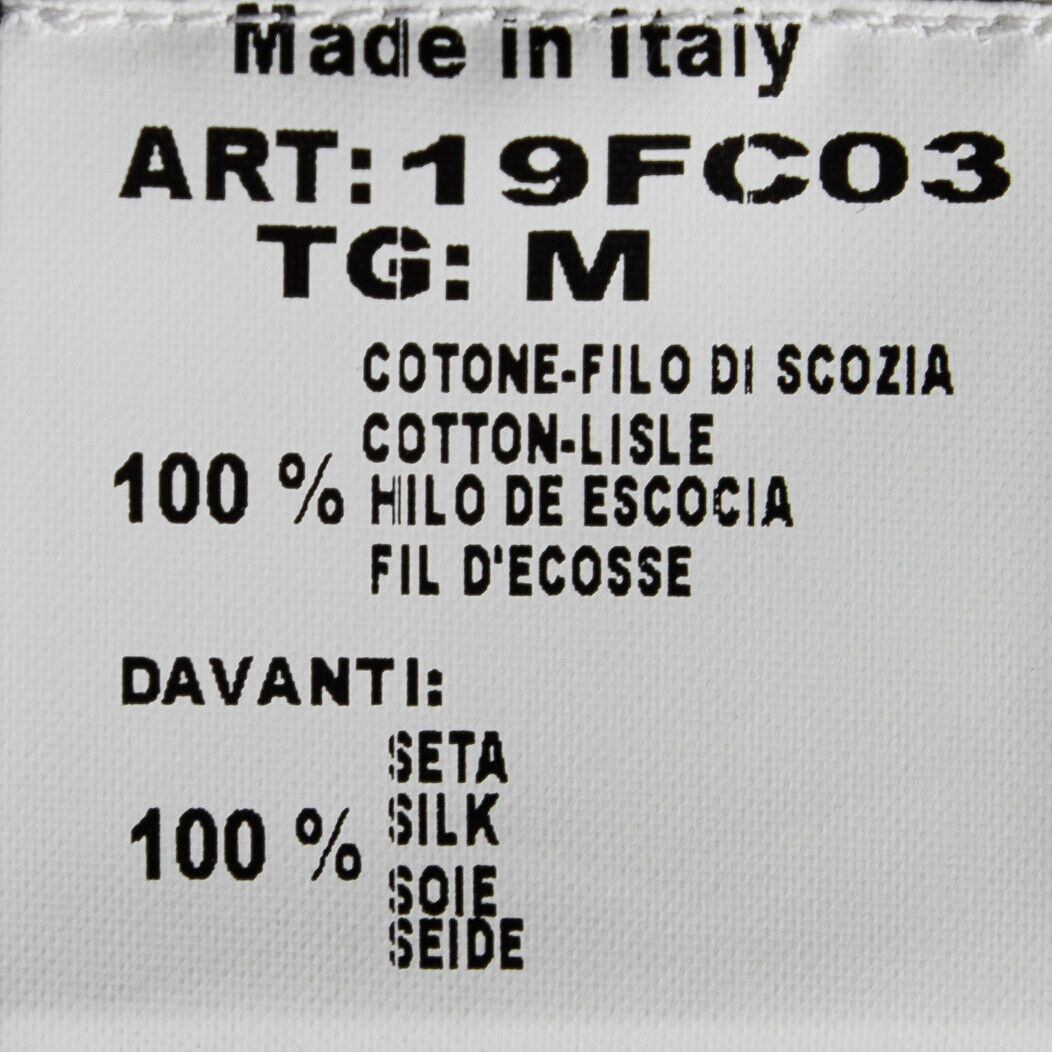 Made in italy
ART:19FC03
TG: M
COTONE-FILO DI SCOZIA
COTTON-LISLE
100 % HILO DE ESCOCIA
FIL D'ECOSSE
DAVANTI:
SETA
SILK
100 %
SOIE
SEIDE